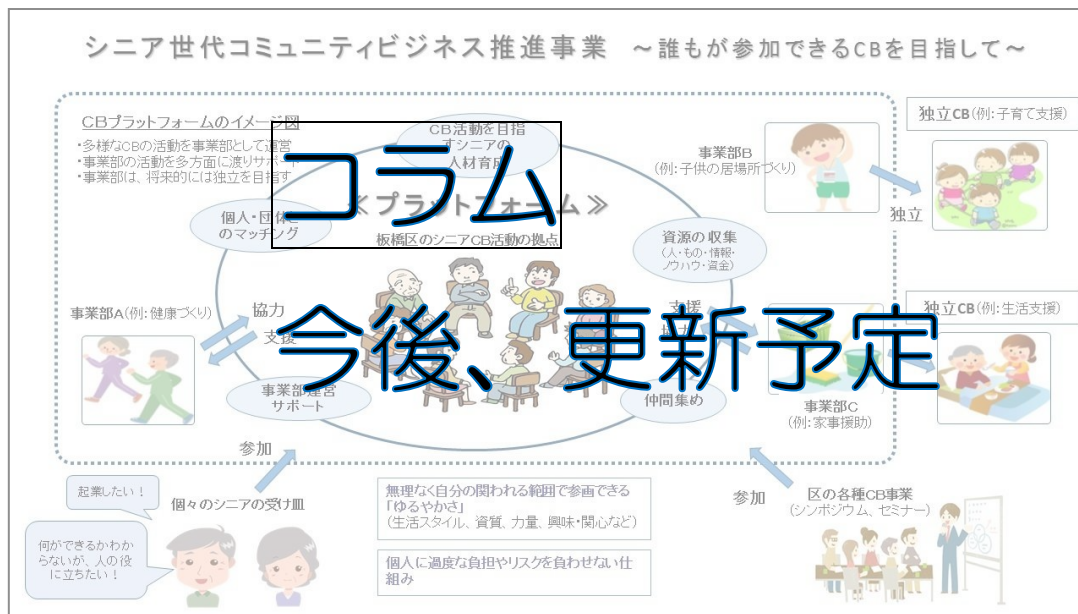 シニア世代コミュニティビジネス推進事業 ～誰もが参加できるCBを目指して～
CBプラットフォームのイメージ図
・多様なCBの活動を事業部として運営
・事業部の活動を多方面に渡りサポート
・事業部は、将来的には独立を目指す
コラム
今後、更新予定
CB活動を目指
すシニアの
人材育成
≪プラットフォーム≫
板橋区のシニアCB活動の拠点
個人・団体と
のマッチング
資源の収集
(人・もの・情報・
ノウハウ・資金)
事業部B
(例:子供の居場所づくり)
独立CB(例:子育て支援)
独立
事業部A(例:健康づくり)
協力
支援
支援
協力
独立CB(例:生活支援)
事業部運営
サポート
仲間集め
事業部C
(例:家事援助)
参加
参加
起業したい！
個々のシニアの受け皿
何ができるかわか
らないが、人の役
に立ちたい！
無理なく自分の関われる範囲で参画できる
「ゆるやかさ」
(生活スタイル、資質、力量、興味・関心など)
個人に過度な負担やリスクを負わせない仕
組み
区の各種CB事業
(シンポジウム、セミナー)